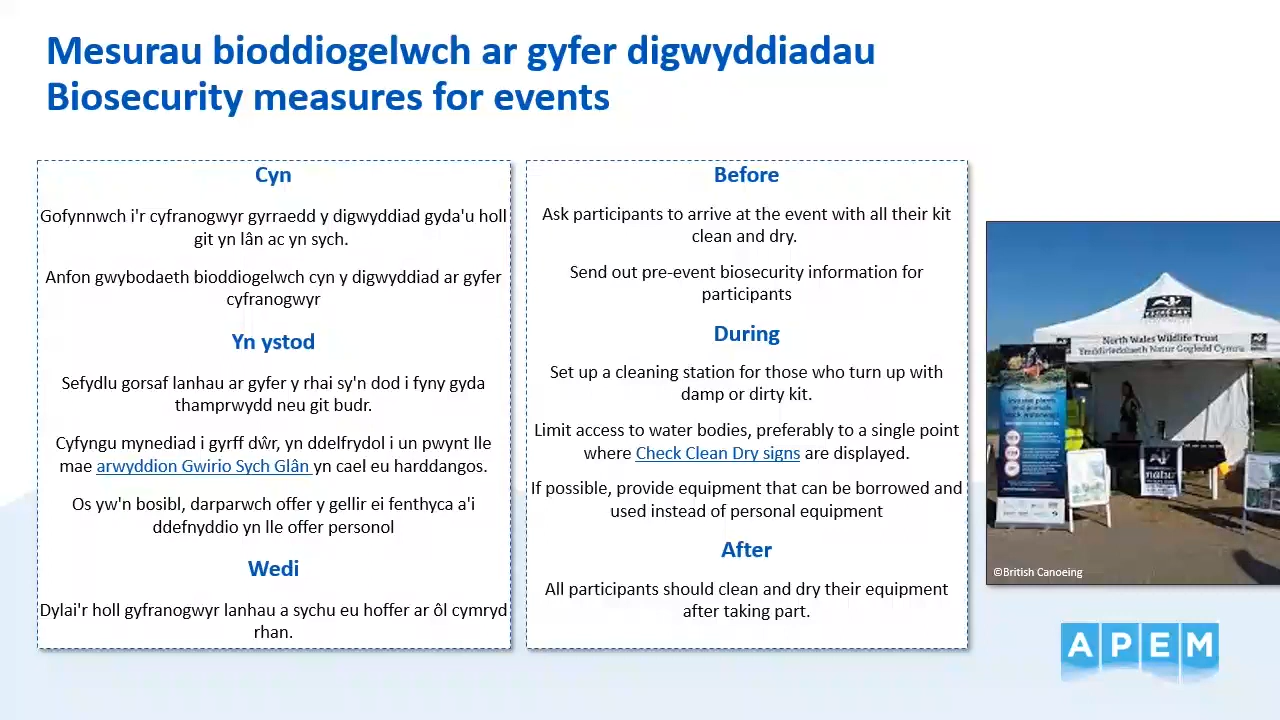 Mesurau bioddiogelwch ar gyfer digwyddiadau
Biosecurity measures for events
Cyn
Gofynnwch i'r cyfranogwyr gyrraedd y digwyddiad gyda'u holl
git yn lân ac yn sych.
Anfon gwybodaeth bioddiogelwch cyn y digwyddiad ar gyfer
cyfranogwyr
Yn ystod
Sefydlu gorsaf lanhau ar gyfer y rhai sy'n dod i fyny gyda
thamprwydd neu git budr.
Cyfyngu mynediad i gyrff dŵr, yn ddelfrydol i un pwynt lle
mae arwyddion Gwirio Sych Glân yn cael eu harddangos.
Os yw'n bosibl, darparwch offer y gellir ei fenthyca a'i
ddefnyddio yn lle offer personol
Wedi
Dylai'r holl gyfranogwyr lanhau a sychu eu hoffer ar ôl cymryd
rhan.
Before
Ask participants to arrive at the event with all their kit
clean and dry.
Send out pre-event biosecurity information for
participants
During
Set up a cleaning station for those who turn up with
damp or dirty kit.
Limit access to water bodies, preferably to a single point
where Check Clean Dry signs are displayed.
If possible, provide equipment that can be borrowed and
used instead of personal equipment
After
All participants should clean and dry their equipment
after taking part.
North Wales Wildlife Trust
Ymddiriedolaeth Natur Gogledd Cymru
Invasive plants
and animals
block waterways
natur
©British Canoeing
APEM